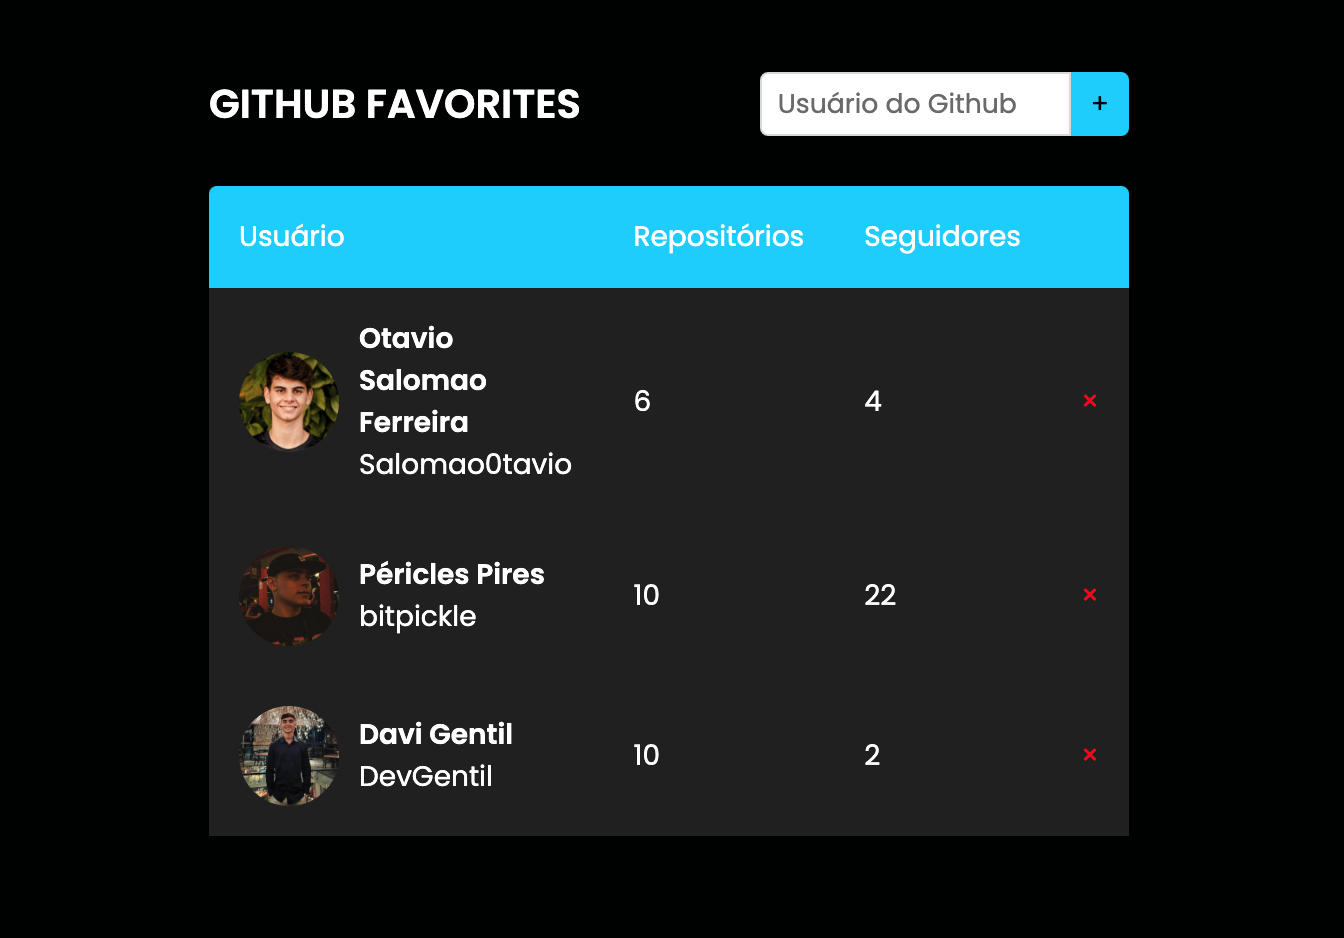 GITHUB FAVORITES
Usuário do Github
+
Usuário Repositórios Seguidores
Otavio
Salomao
Ferreira
Salomao0tavio
6 4 ×
Péricles Pires
bitpickle
10 22 ×
Davi Gentil
DevGentil
10 2 ×